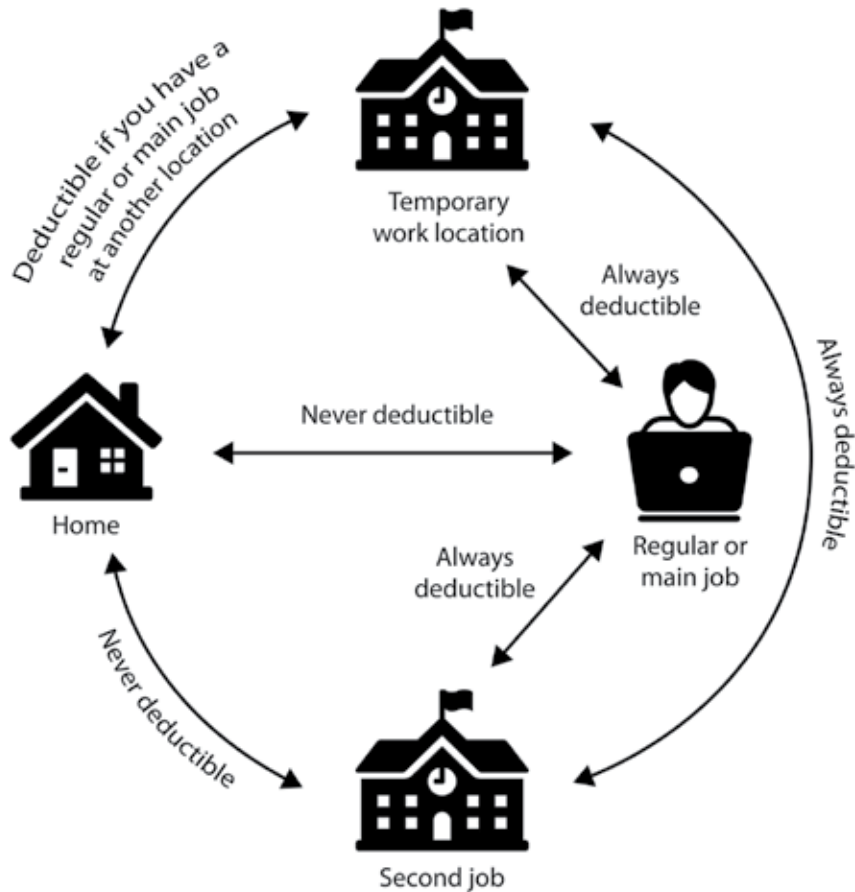 Deductible if you have a
regular or main job
at another location
Temporary
work location
Always
deductible
Always deductible
Never deductible
Home
Regular or
main job
Always
deductible
Never deductible
Second job